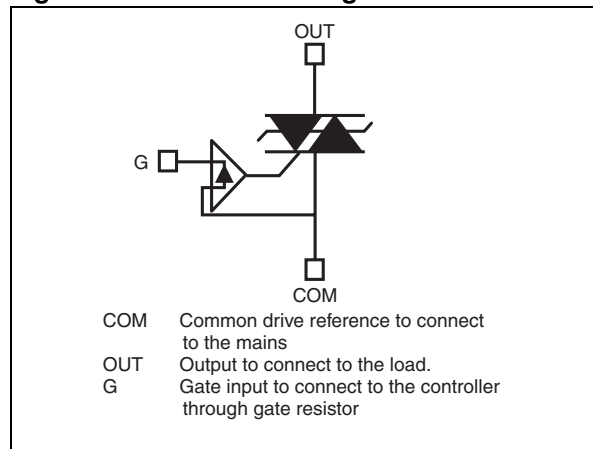 OUT
G
COM
COM Common drive reference to connect
to the mains
OUT Output to connect to the load.
G Gate input to connect to the controller
through gate resistor